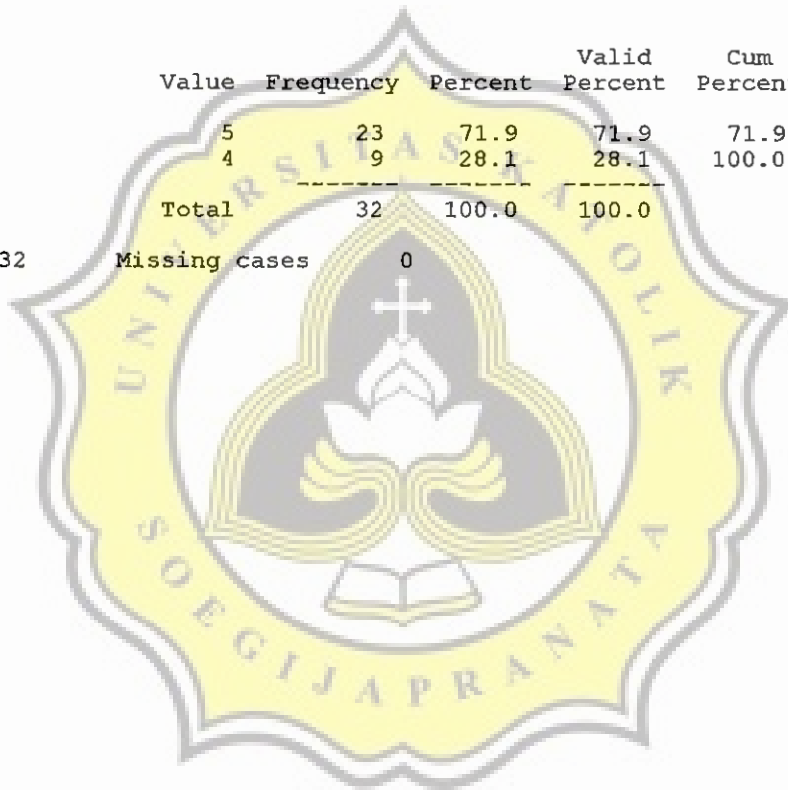 Valid Cum
Value Frequency Percent Percent Percent
5 23 71.9 71.9 71.9
4 9 28.1 28.1 100.0
------- ------- -------
Total 32 100.0 100.0
32 Missing cases 0
UNIVERSITAS KATOLIK
SOEGIJAPRANATA